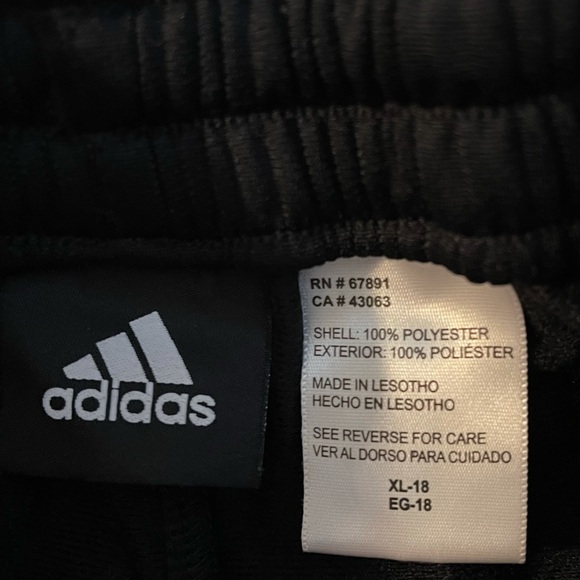 adidas
RN # 67891
CA # 43063
SHELL: 100% POLYESTER
EXTERIOR: 100% POLIÉSTER
MADE IN LESOTHO
HECHO EN LESOTHO
SEE REVERSE FOR CARE
VER AL DORSO PARA CUIDADO
XL-18
EG-18